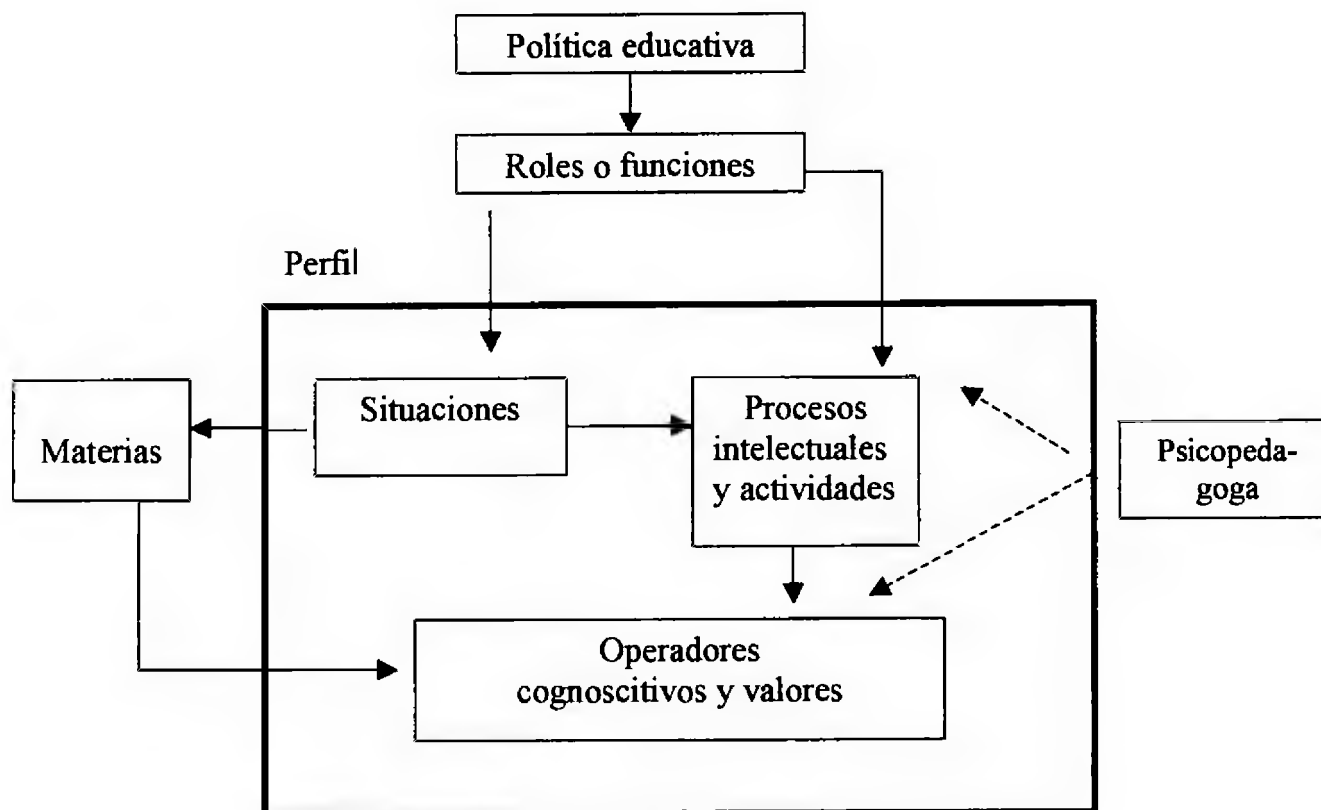 Política educativa
Roles o funciones
Perfil
Situaciones
Procesos
intelectuales
y actividades
Materias
Psicopeda-
goga
Operadores
cognoscitivos y valores